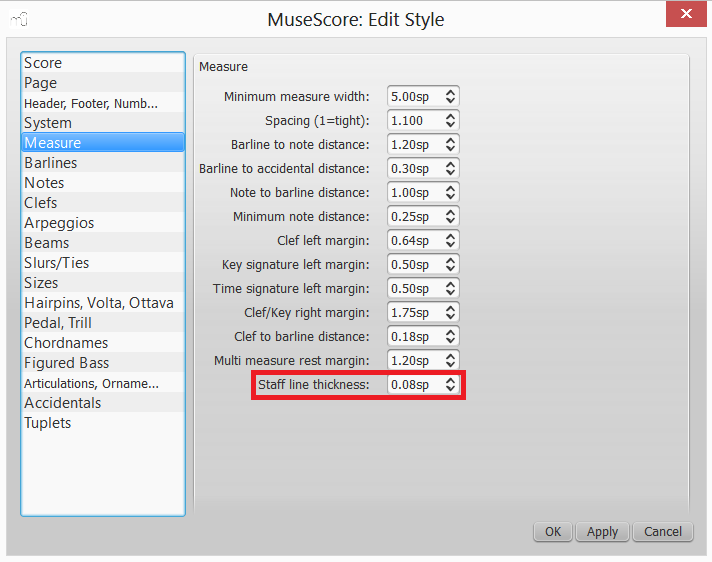 MuseScore: Edit Style
Score
Page
Header, Footer, Numb...
System
Measure
Barlines
Notes
Clefs
Arpeggios
Beams
Slurs/Ties
Sizes
Hairpins, Volta, Ottava
Pedal, Trill
Chordnames
Figured Bass
Articulations, Orname...
Accidentals
Tuplets
Measure
Minimum measure width: 5.00sp
Spacing (1=tight): 1.100
Barline to note distance: 1.20sp
Barline to accidental distance: 0.30sp
Note to barline distance: 1.00sp
Minimum note distance: 0.25sp
Clef left margin: 0.64sp
Key signature left margin: 0.50sp
Time signature left margin: 0.50sp
Clef/Key right margin: 1.75sp
Clef to barline distance: 0.18sp
Multi measure rest margin: 1.20sp
Staff line thickness: 0.08sp
OK Apply Cancel